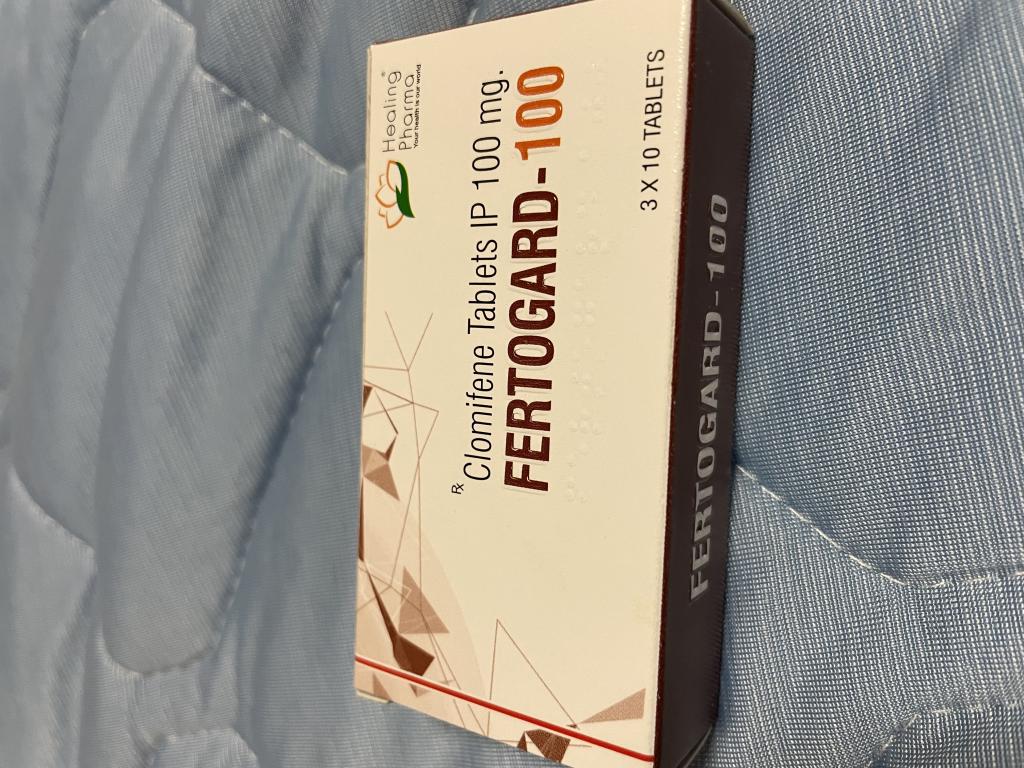 Healing®
Pharma
Your health is our world
Rx
Clomifene Tablets IP 100 mg.
FERTOGARD-100
3 X 10 TABLETS
FERTOGARD-100